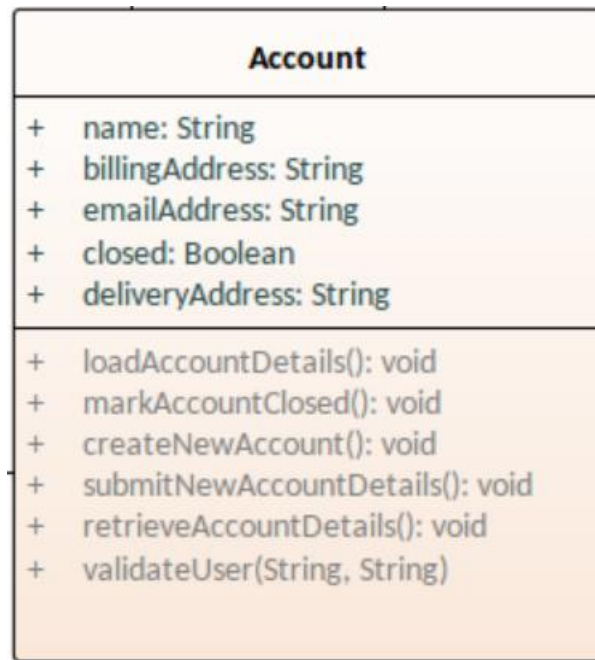 Account
+ name: String
+ billingAddress: String
+ emailAddress: String
+ closed: Boolean
+ deliveryAddress: String
+ loadAccountDetails(): void
+ markAccountClosed(): void
+ createNewAccount(): void
+ submitNewAccountDetails(): void
+ retrieveAccountDetails(): void
+ validateUser(String, String)